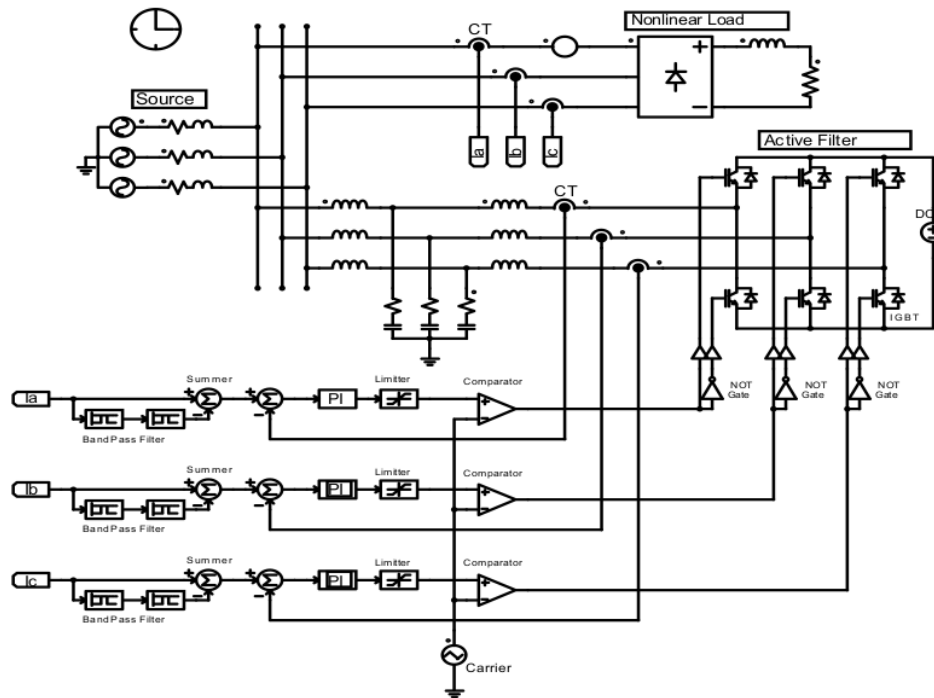 CT
Nonlinear Load
Source
Ia
Ib
Ic
Active Filter
CT
DC
IGBT
NOT Gate
NOT Gate
NOT Gate
Ia
Summer
Limitter
Comparator
PI
Band Pass Filter
Ib
Summer
Limitter
Comparator
PI
Band Pass Filter
Ic
Summer
Limitter
Comparator
PI
Band Pass Filter
Carrier